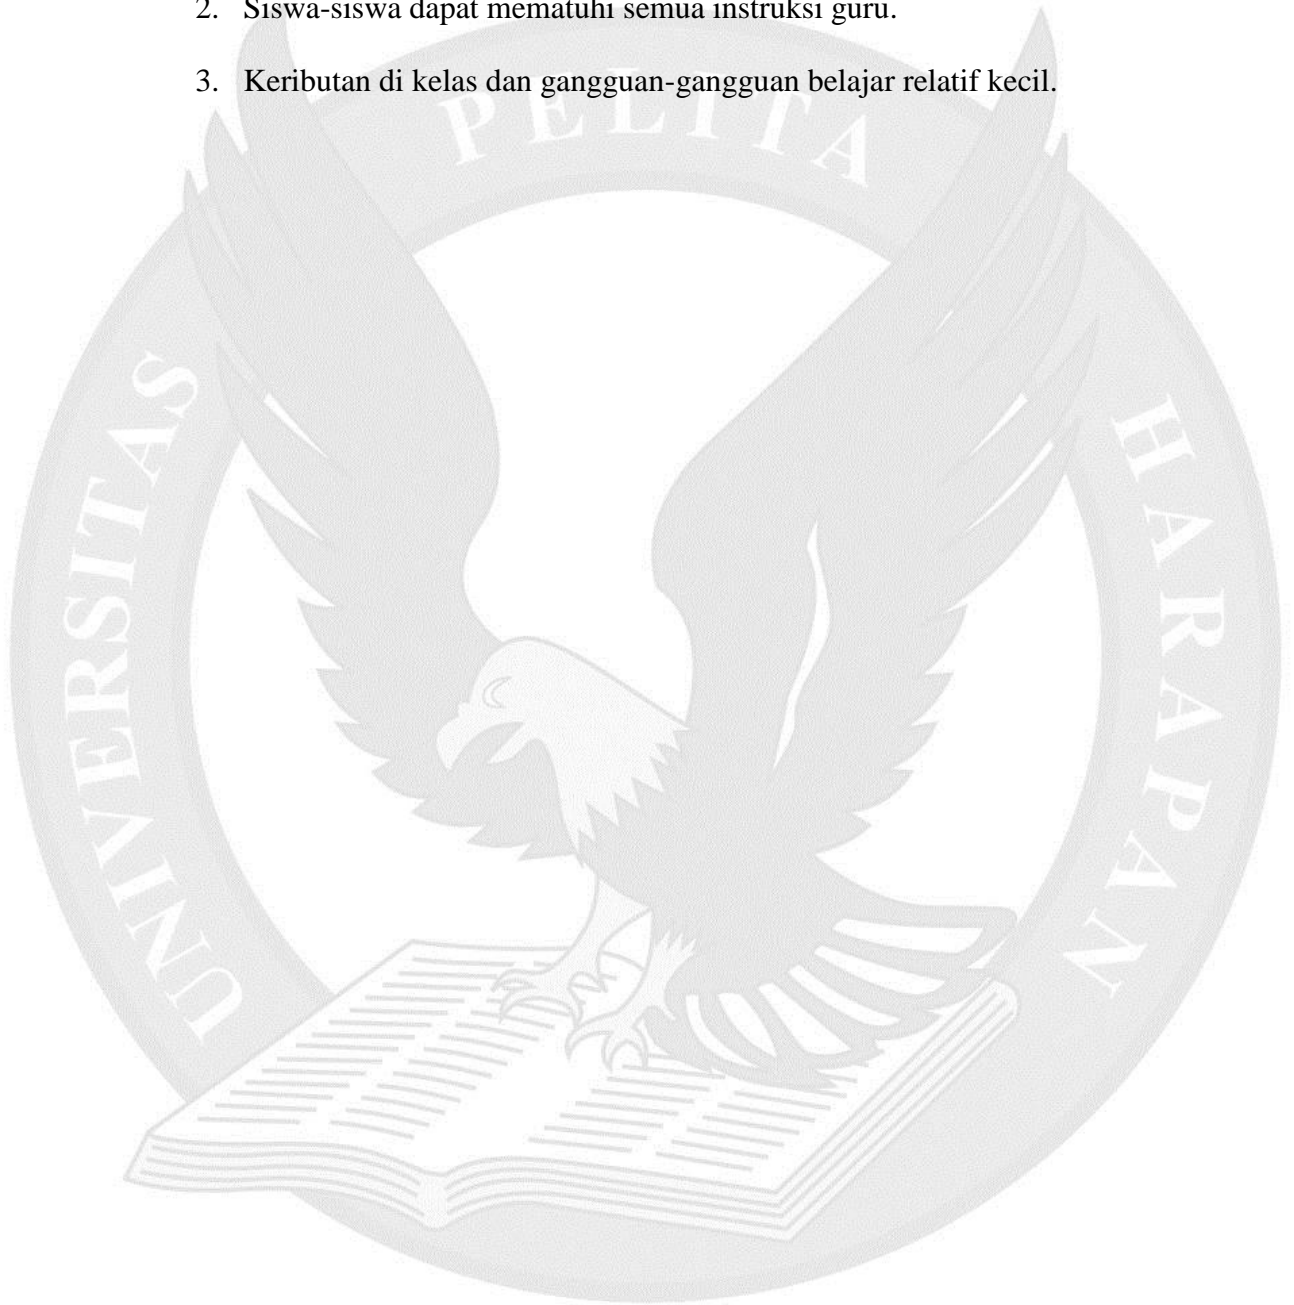 2. Siswa-siswa dapat mematuhi semua instruksi guru.
3. Keributan di kelas dan gangguan-gangguan belajar relatif kecil.
UNIVERSITAS PELITA HARAPAN